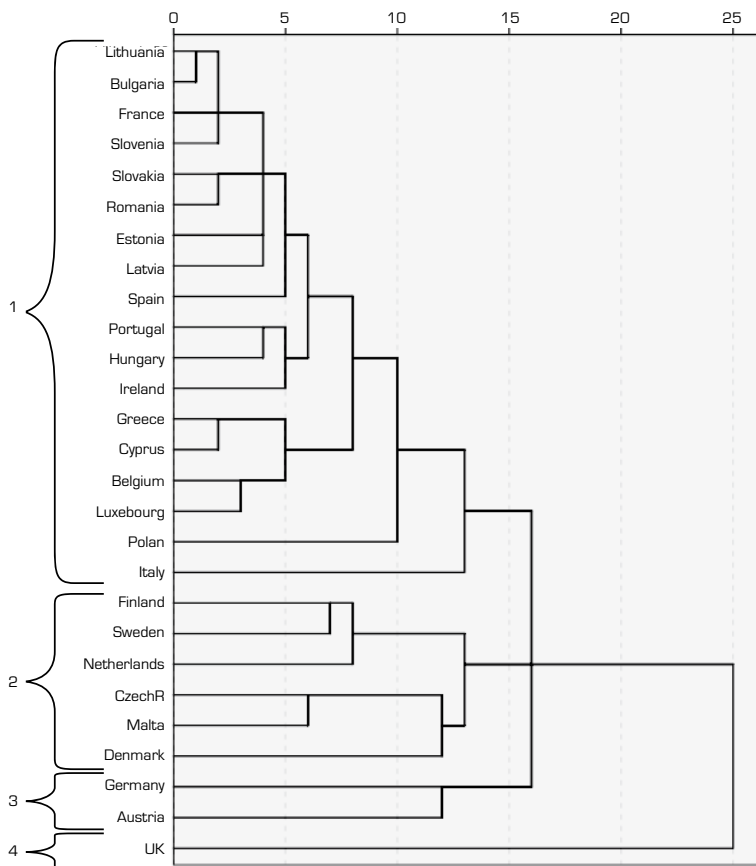 0 5 10 15 20 25
Lithuania
Bulgaria
France
Slovenia
Slovakia
Romania
Estonia
Latvia
1
Spain
Portugal
Hungary
Ireland
Greece
Cyprus
Belgium
Luxebourg
Polan
Italy
Finland
Sweden
Netherlands
2
CzechR
Malta
Denmark
Germany
3
Austria
4 UK